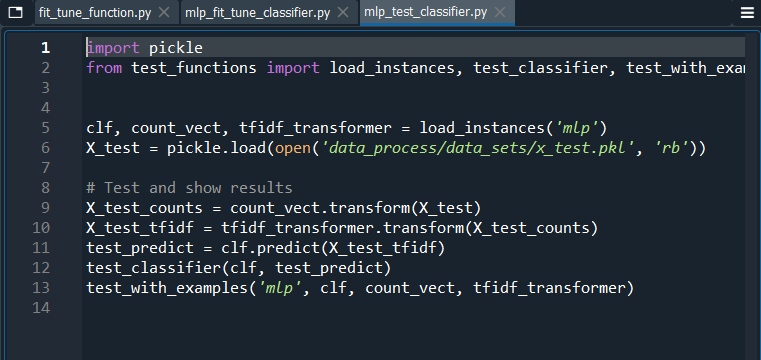 fit_tune_function.py mlp_fit_tune_classifier.py mlp_test_classifier.py
1 import pickle
2 from test_functions import load_instances, test_classifier, test_with_exa
3
4
5 clf, count_vect, tfidf_transformer = load_instances('mlp')
6 X_test = pickle.load(open('data_process/data_sets/x_test.pkl', 'rb'))
7
8 # Test and show results
9 X_test_counts = count_vect.transform(X_test)
10 X_test_tfidf = tfidf_transformer.transform(X_test_counts)
11 test_predict = clf.predict(X_test_tfidf)
12 test_classifier(clf, test_predict)
13 test_with_examples('mlp', clf, count_vect, tfidf_transformer)
14